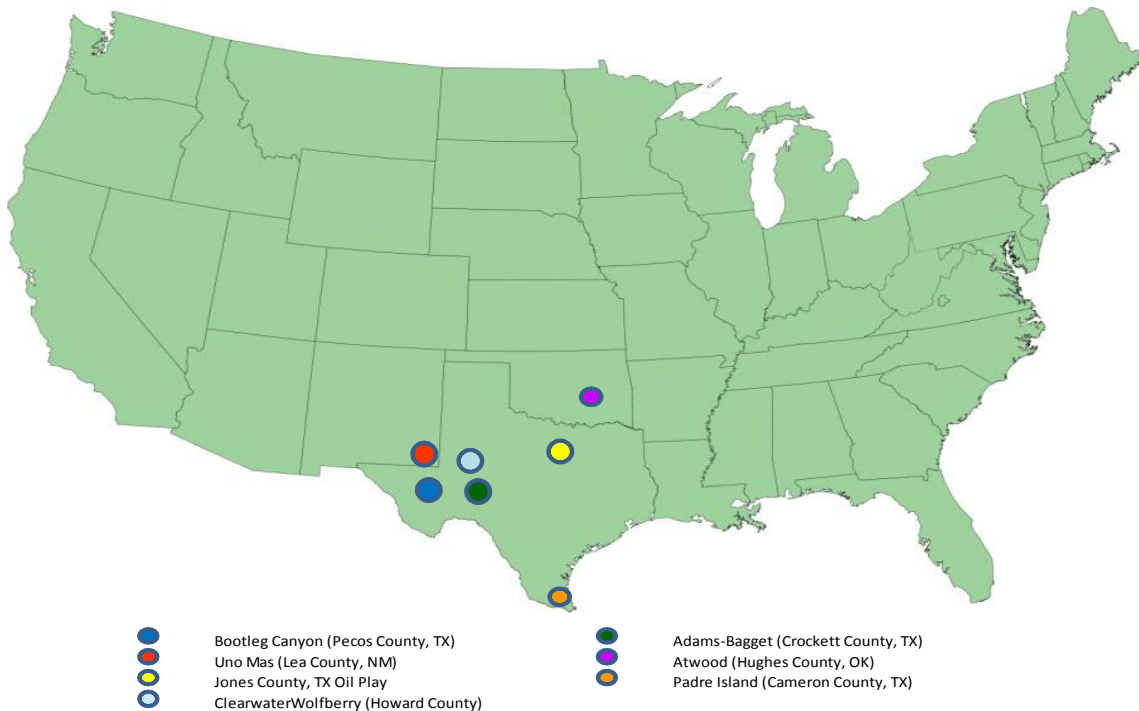 Bootleg Canyon (Pecos County, TX)
Uno Mas (Lea County, NM)
Jones County, TX Oil Play
ClearwaterWolfberry (Howard County)
Adams-Bagget (Crockett County, TX)
Atwood (Hughes County, OK)
Padre Island (Cameron County, TX)